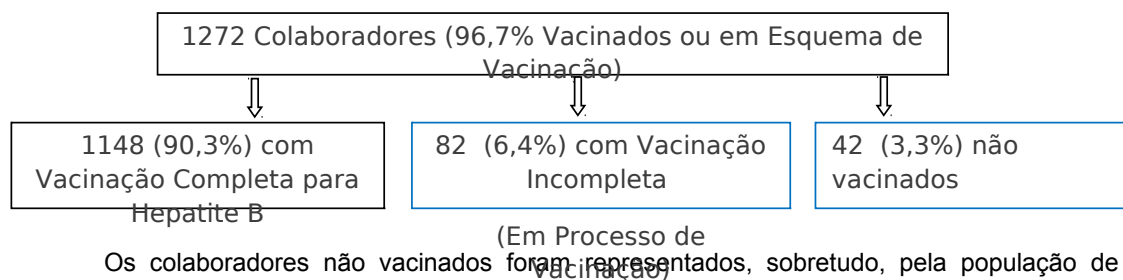 1272 Colaboradores (96,7% Vacinados ou em Esquema de
Vacinação)
1148 (90,3%) com
Vacinação Completa para
Hepatite B
82 (6,4%) com Vacinação
Incompleta
(Em Processo de
Vacinação)
42 (3,3%) não
vacinados
Os colaboradores não vacinados foram representados, sobretudo, pela população de